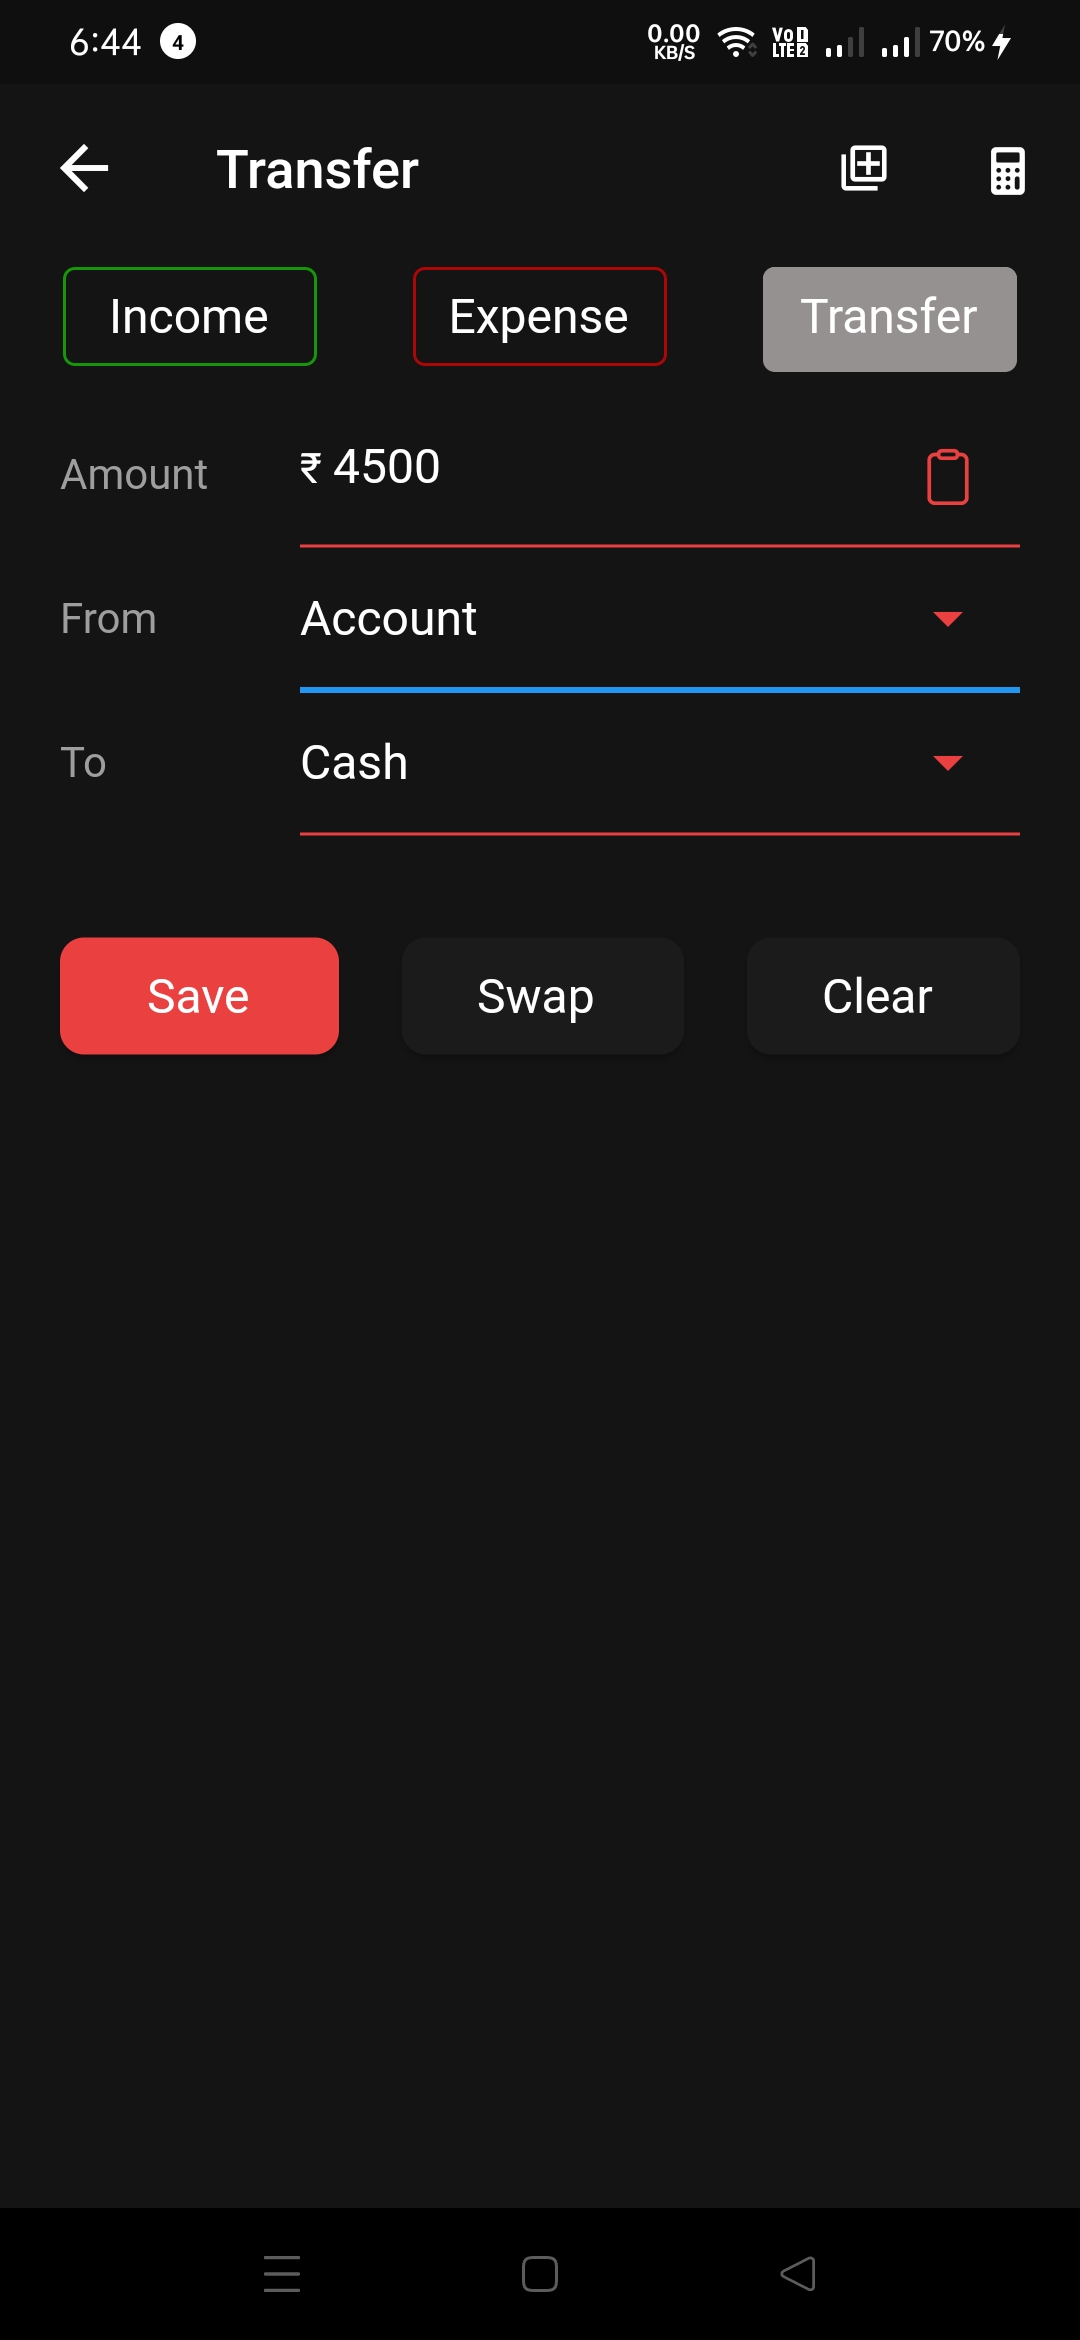 6:44 4 0.00 KB/S Vo 1 LTE 2 70%
Transfer
Income Expense Transfer
Amount ₹ 4500
From Account
To Cash
Save Swap Clear